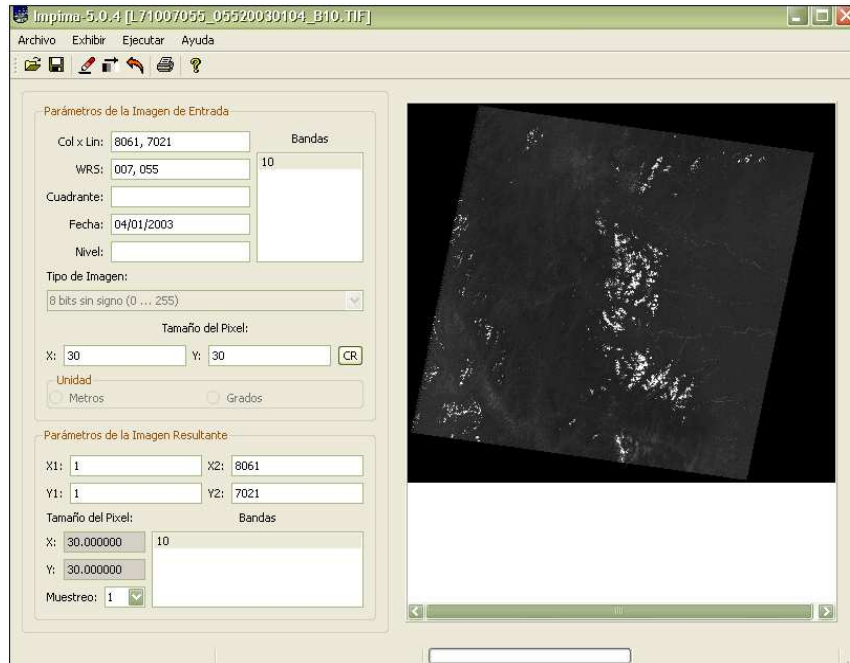 Impima-5.0.4 [L71007055_05520030104_B10.TIF]
Archivo Exhibir Ejecutar Ayuda
Parámetros de la Imagen de Entrada
Col x Lin: 8061, 7021
Bandas
10
WRS: 007, 055
Cuadrante:
Fecha: 04/01/2003
Nivel:
Tipo de Imagen:
8 bits sin signo (0 ... 255)
Tamaño del Pixel:
X: 30 Y: 30 CR
Unidad
Metros Grados
Parámetros de la Imagen Resultante
X1: 1 X2: 8061
Y1: 1 Y2: 7021
Tamaño del Pixel: Bandas
X: 30.000000 10
Y: 30.000000
Muestreo: 1